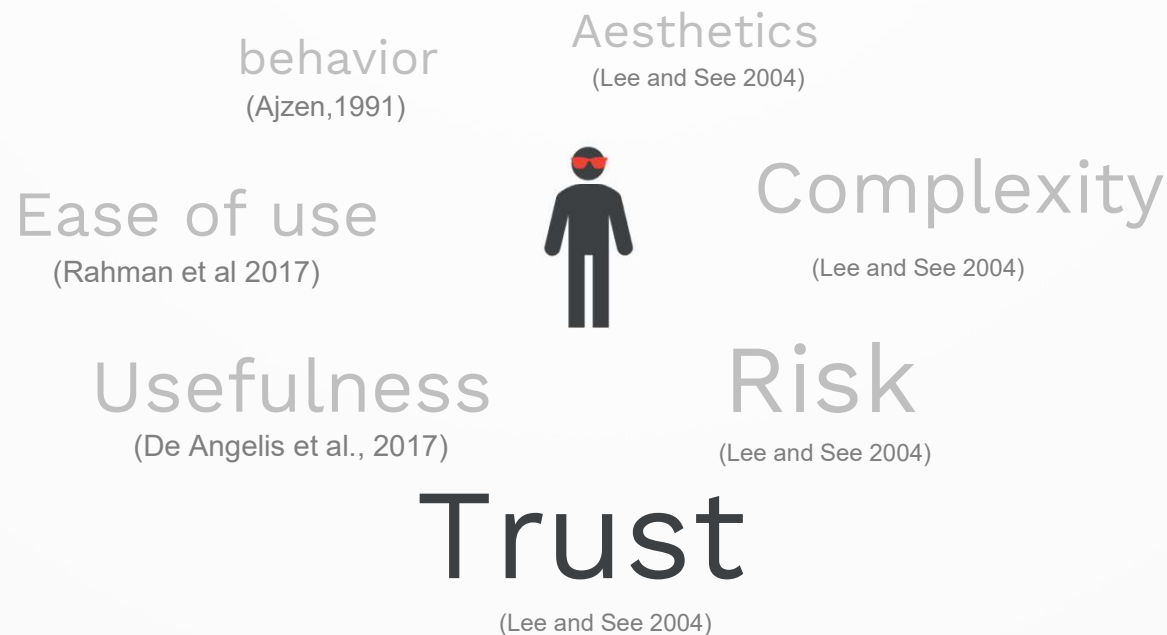 behavior
(Ajzen,1991)
Aesthetics
(Lee and See 2004)
Ease of use
(Rahman et al 2017)
Complexity
(Lee and See 2004)
Usefulness
(De Angelis et al., 2017)
Risk
(Lee and See 2004)
Trust
(Lee and See 2004)